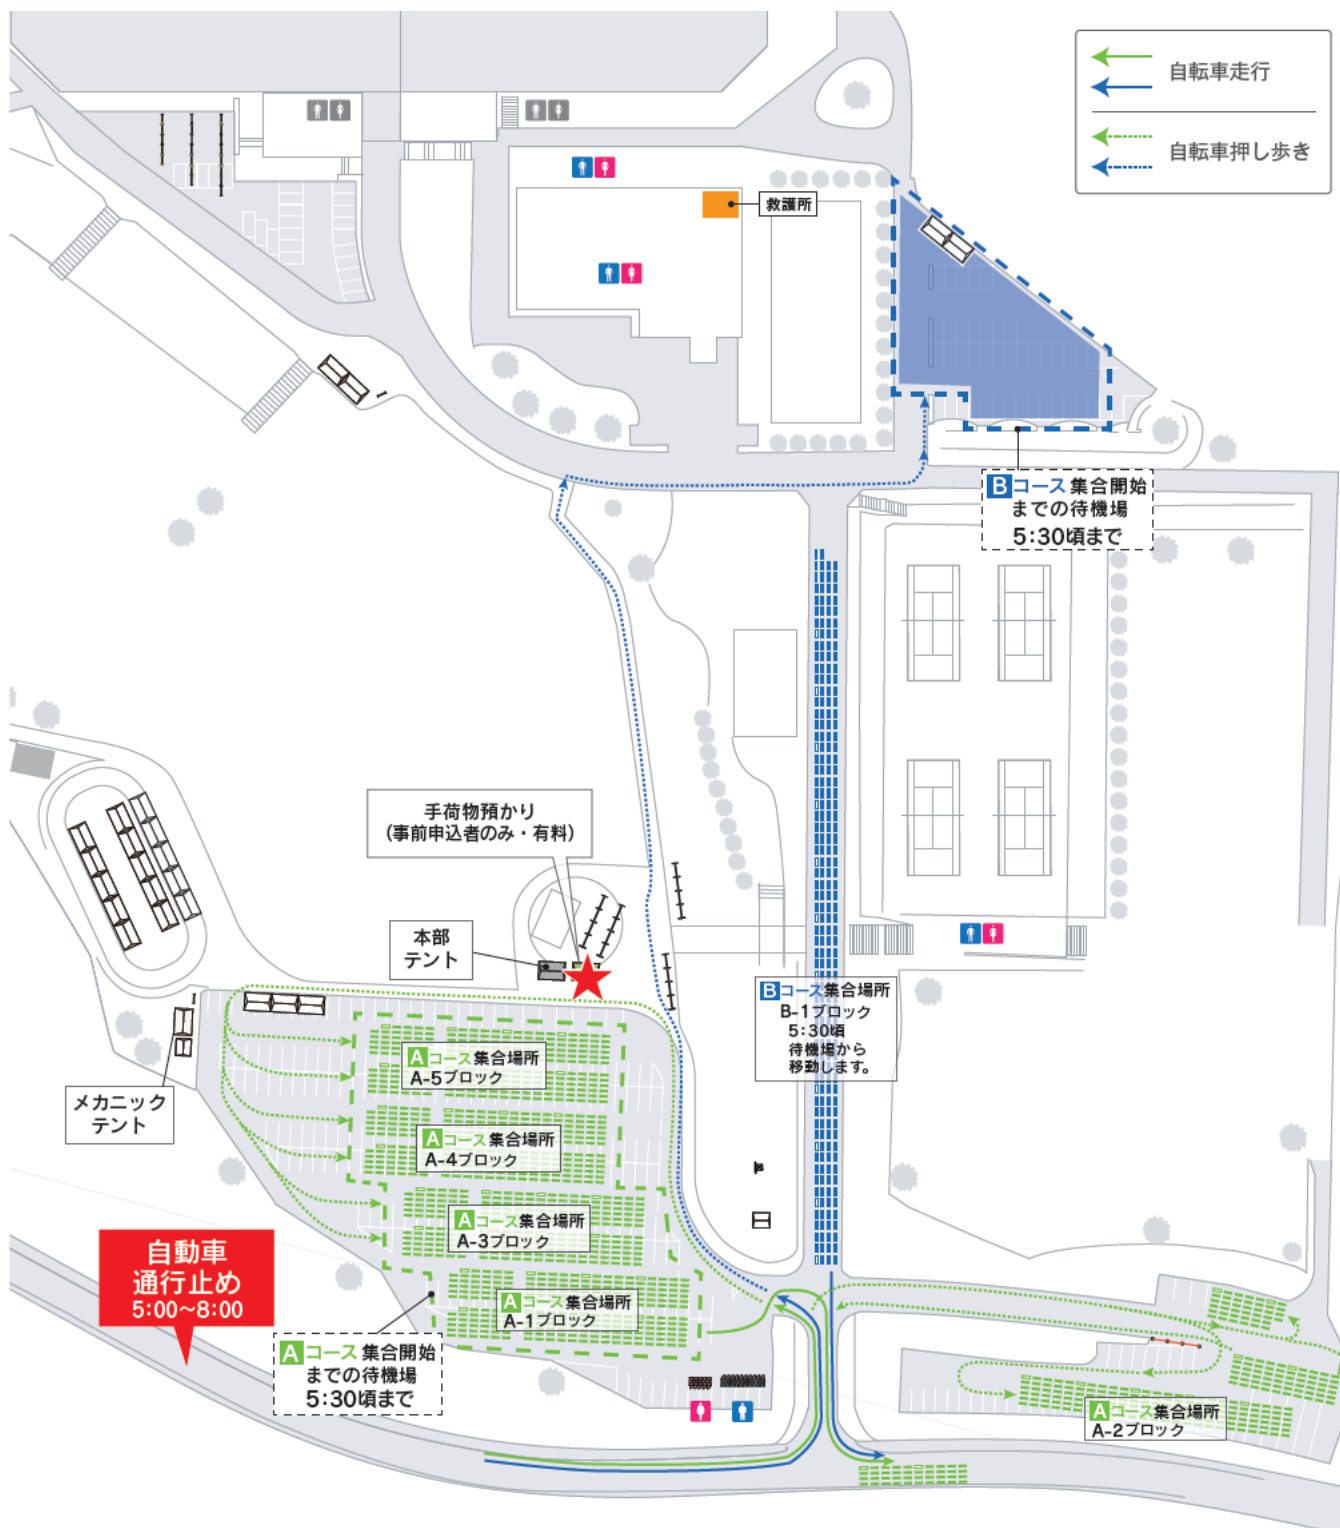 自転車走行
自転車押し歩き
救護所
Bコース集合開始
までの待機場
5:30頃まで
手荷物預かり
(事前申込者のみ・有料)
本部
テント
Bコース集合場所
B-1ブロック
5:30頃
待機場から
移動します。
Aコース集合場所
A-5ブロック
メカニック
テント
Aコース集合場所
A-4ブロック
Aコース集合場所
A-3ブロック
自動車
通行止め
5:00~8:00
Aコース集合場所
A-1ブロック
Aコース集合開始
までの待機場
5:30頃まで
Aコース集合場所
A-2ブロック